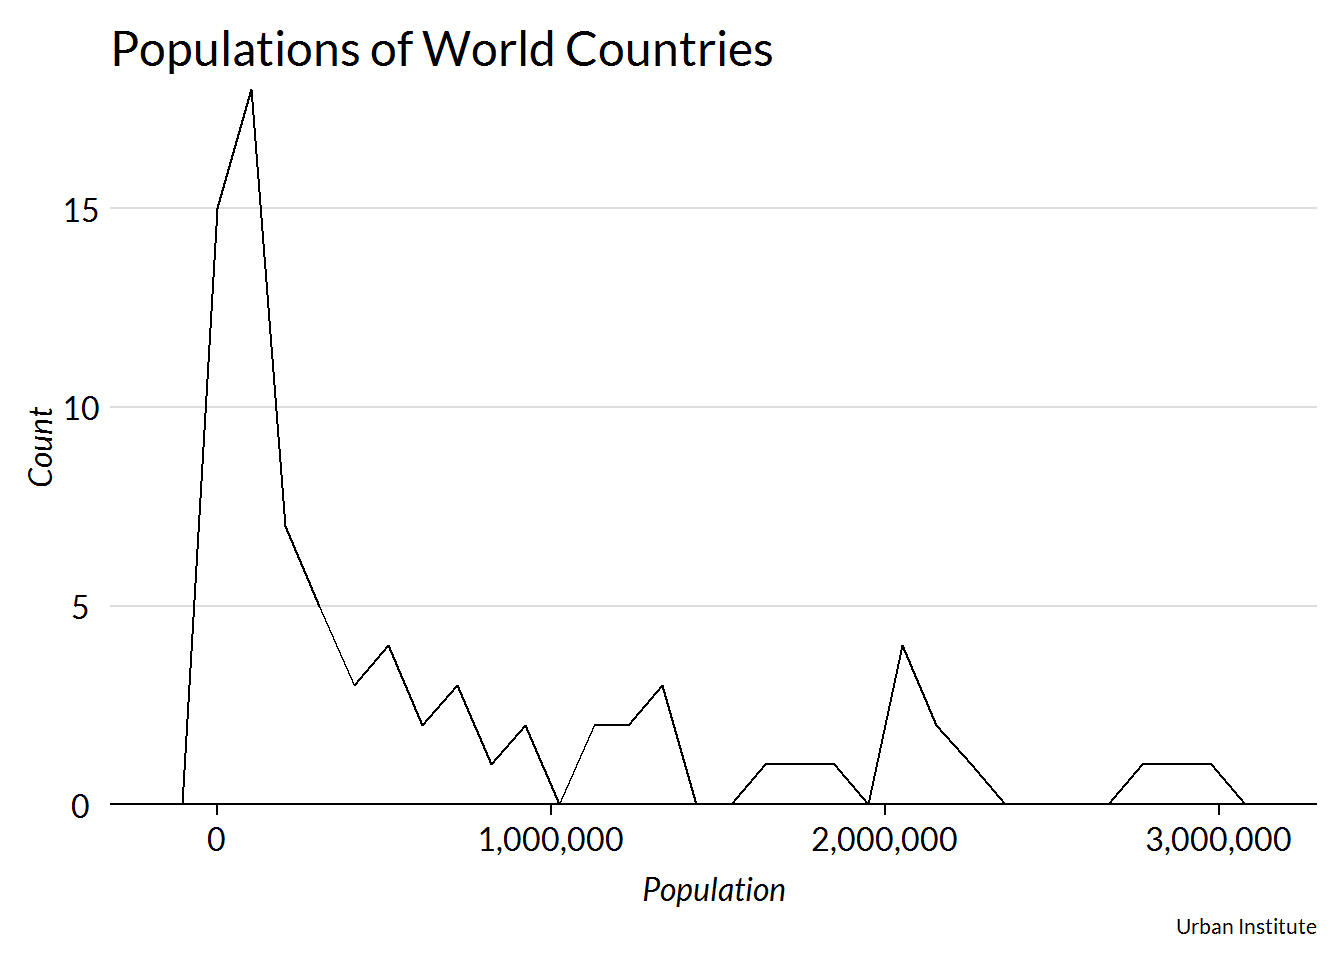 Populations of World Countries
15
10
5
0
Count
0
1,000,000
2,000,000
3,000,000
Population
Urban Institute